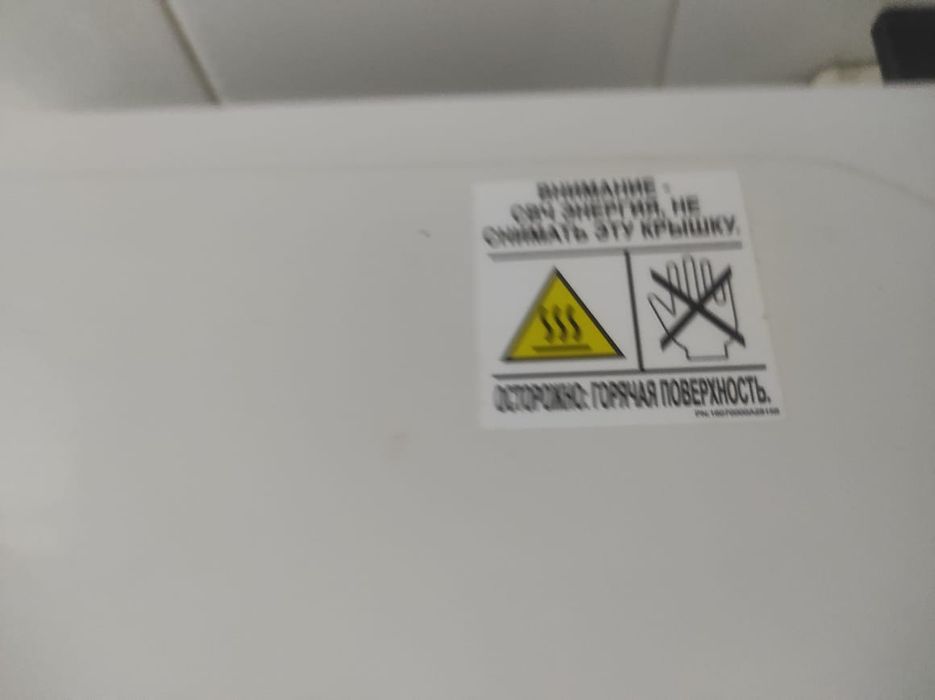 ВНИМАНИЕ -
СВЧ ЭНЕРГИЯ, НЕ
СНИМАТЬ ЭТУ КРЫШКУ.
ОСТОРОЖНО: ГОРЯЧАЯ ПОВЕРХНОСТЬ.